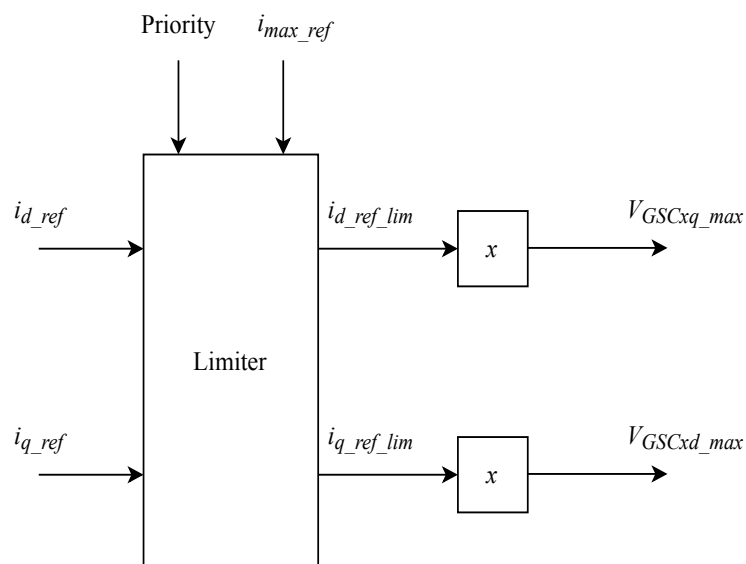 Priority i_max_ref
i_d_ref i_d_ref_lim V_GSCxq_max
x
Limiter
i_q_ref i_q_ref_lim V_GSCxd_max
x